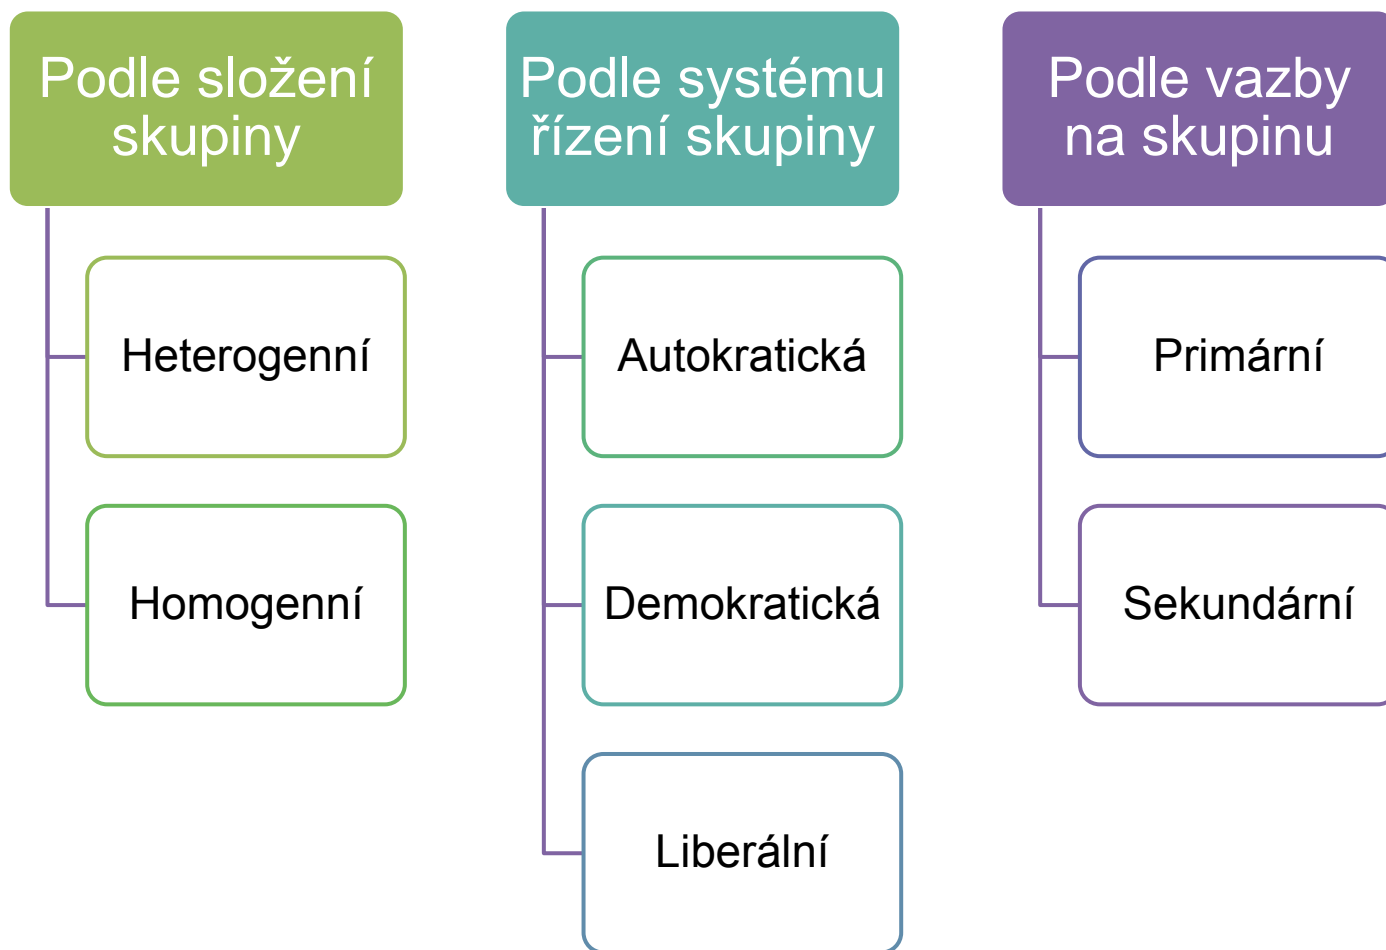 Podle složení
skupiny
Heterogenní
Homogenní
Podle systému
řízení skupiny
Autokratická
Demokratická
Liberální
Podle vazby
na skupinu
Primární
Sekundární